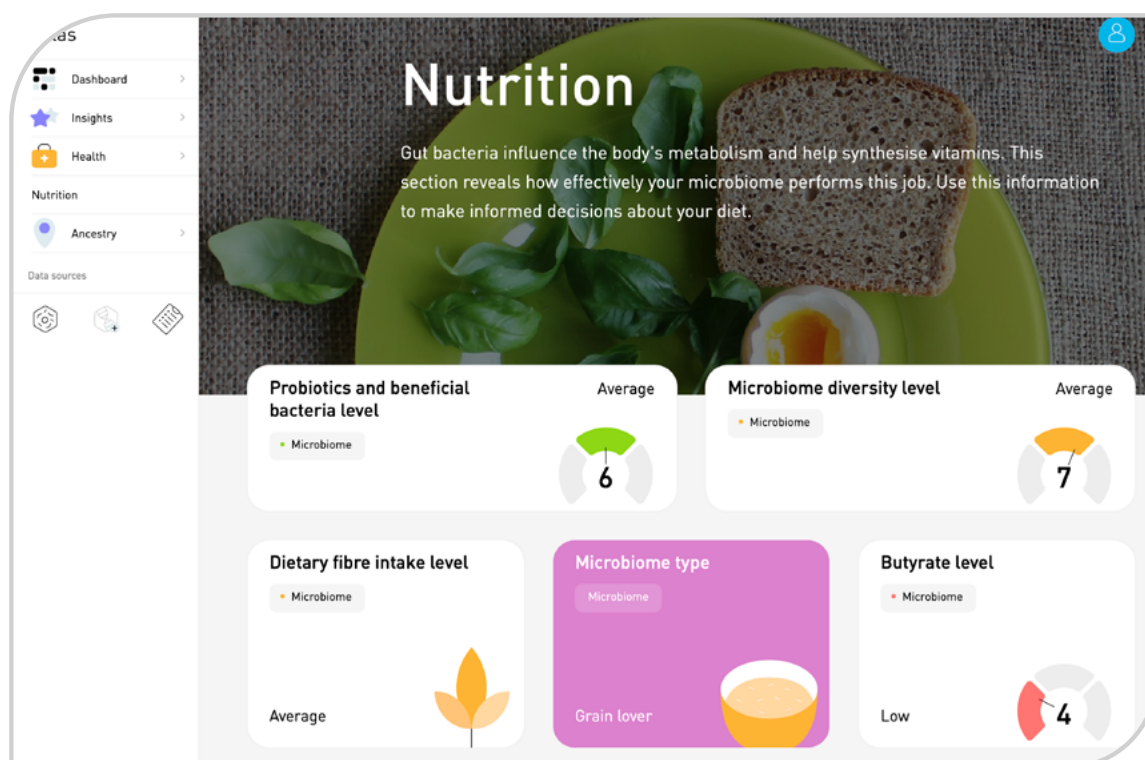 Dashboard
Insights
Health
Nutrition
Ancestry
Data sources
Nutrition
Gut bacteria influence the body's metabolism and help synthesise vitamins. This
section reveals how effectively your microbiome performs this job. Use this information
to make informed decisions about your diet.
Probiotics and beneficial
bacteria level
Average
Microbiome
6
Microbiome diversity level
Average
Microbiome
7
Dietary fibre intake level
Microbiome
Average
Microbiome type
Microbiome
Grain lover
Butyrate level
Microbiome
Low
4